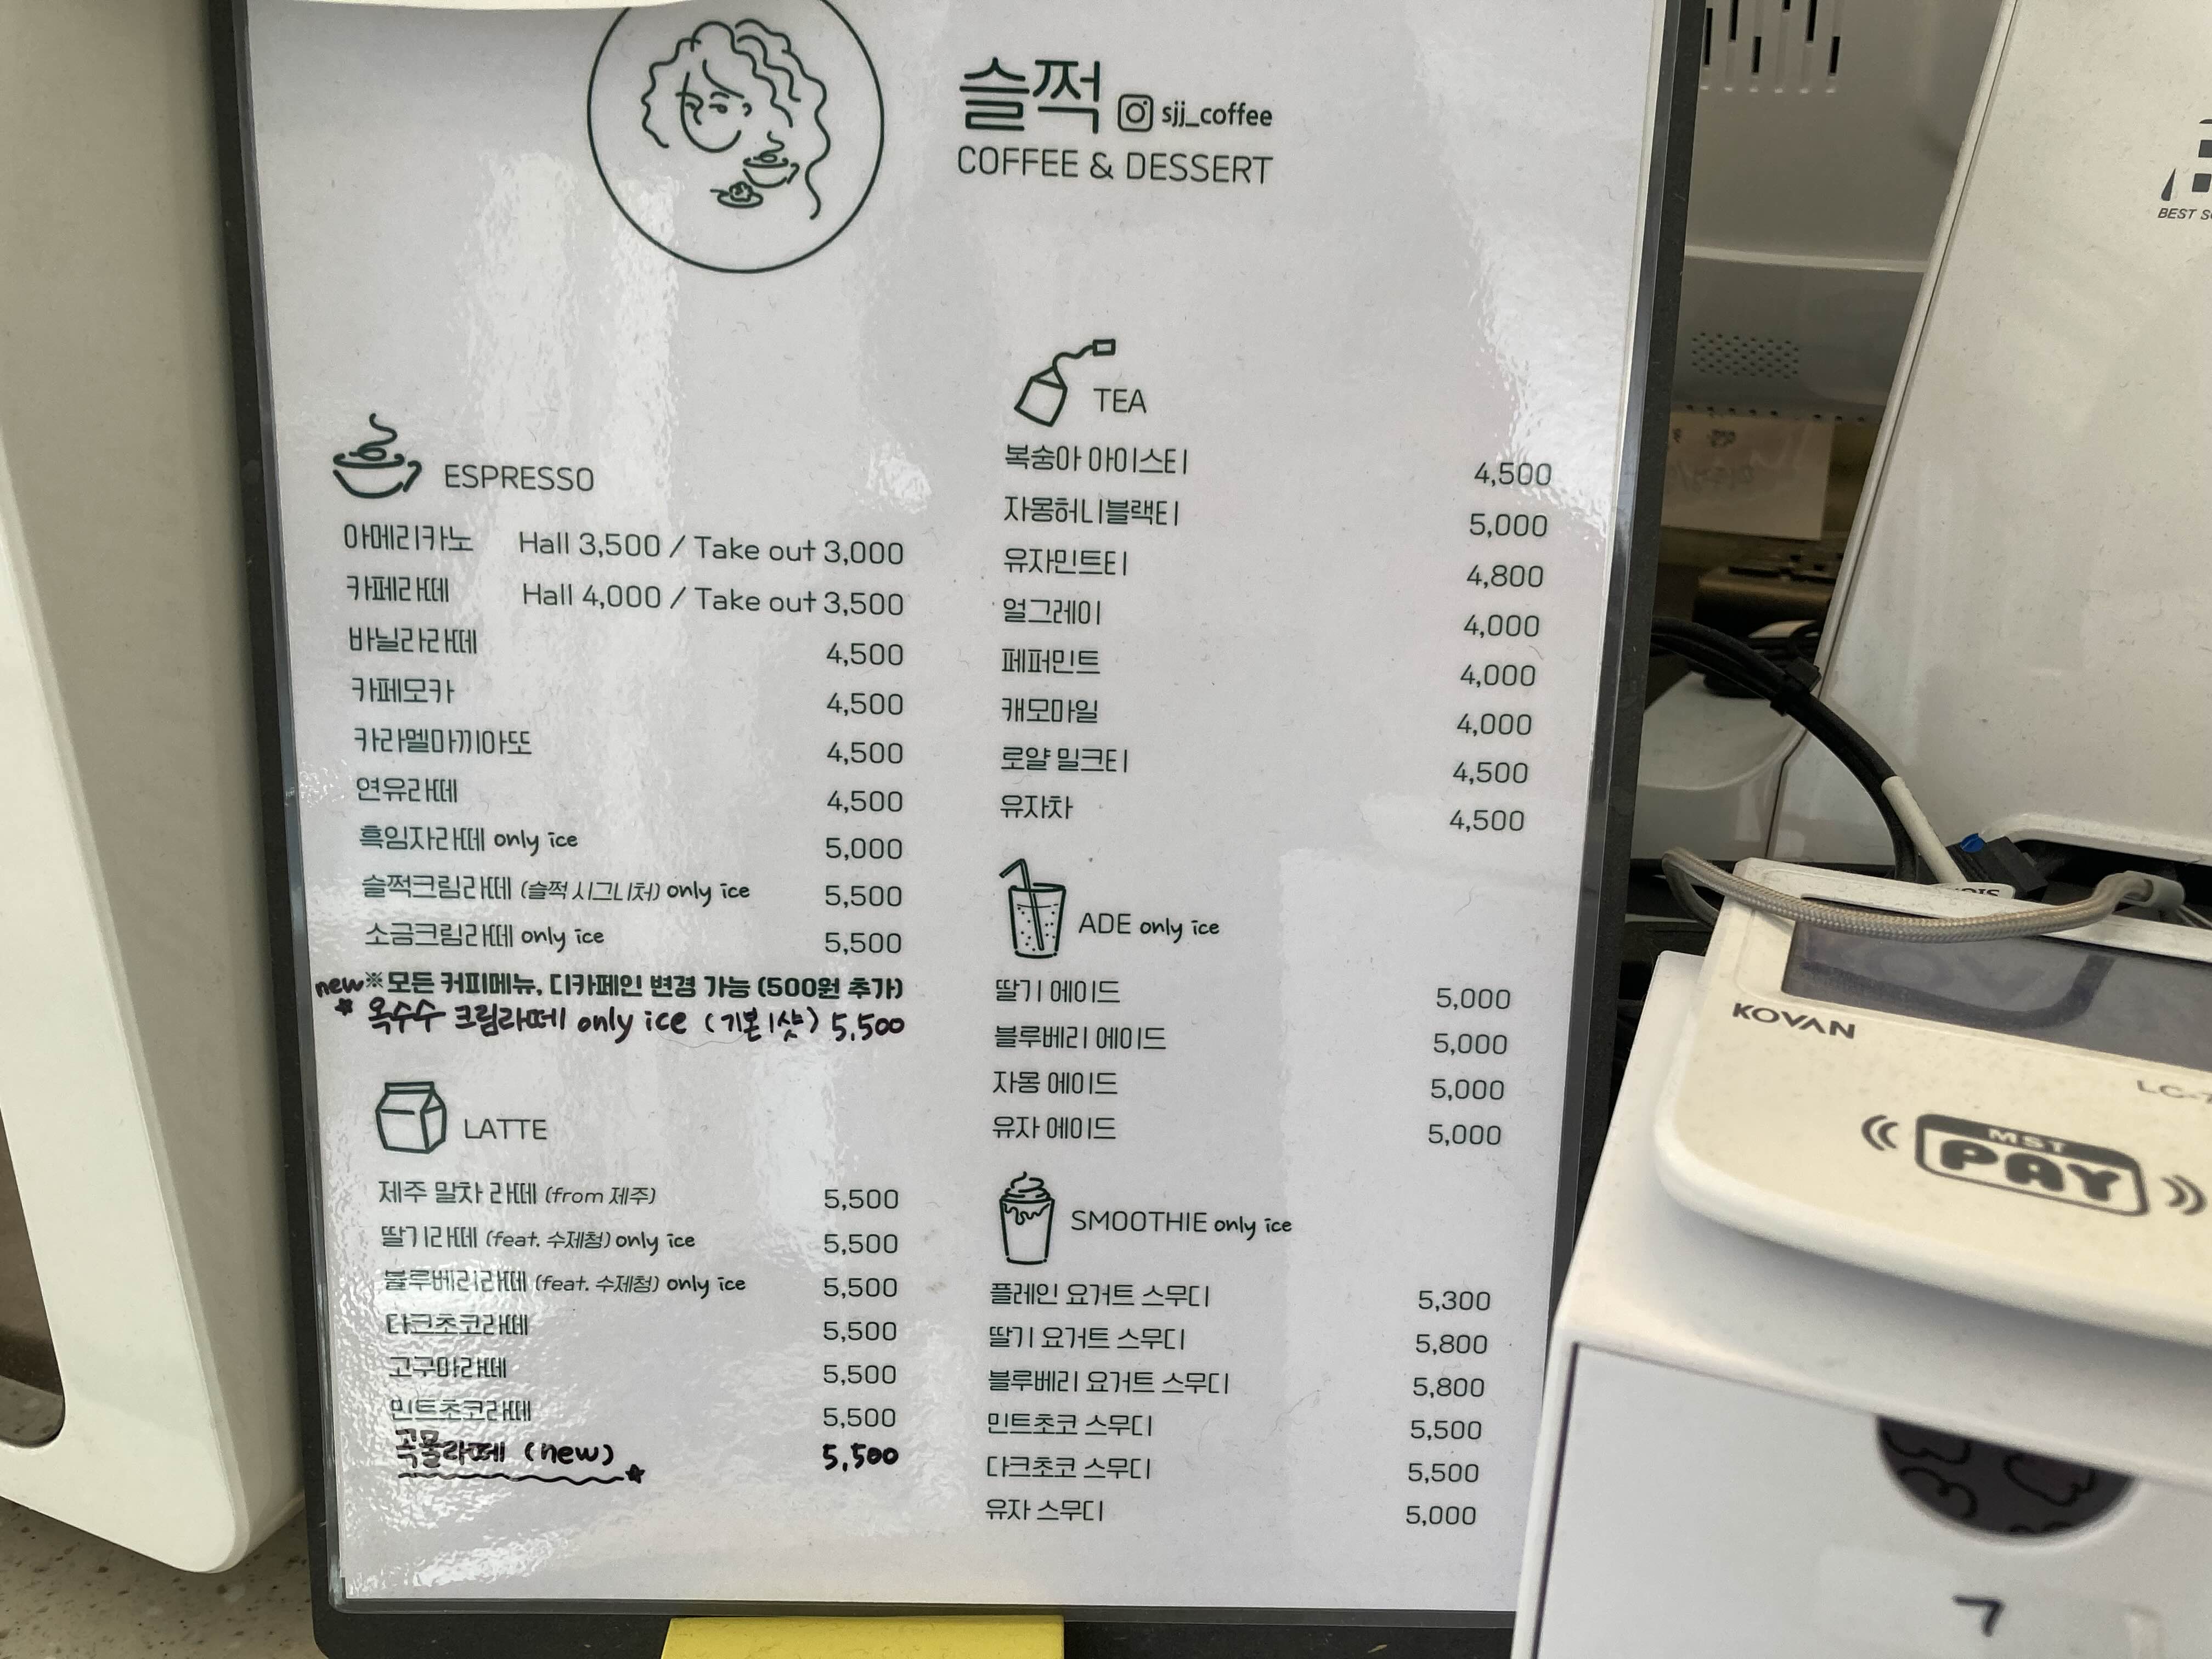 슬쩍 sjj_coffee
COFFEE & DESSERT
ESPRESSO
아메리카노 Hall 3,500 / Take out 3,000
카페라떼 Hall 4,000 / Take out 3,500
바닐라라떼 4,500
카페모카 4,500
카라멜마끼아또 4,500
연유라떼 4,500
흑임자라떼 only ice 5,000
슬쩍크림라떼 (슬쩍 시그니처) only ice 5,500
소금크림라떼 only ice 5,500
※모든 커피메뉴, 디카페인 변경 가능 (500원 추가)
new 옥수수 크림라떼 only ice (기본1샷) 5,500
LATTE
제주 말차 라떼 (from 제주) 5,500
딸기라떼 (feat. 수제청) only ice 5,500
블루베리라떼 (feat. 수제청) only ice 5,500
다크초코라떼 5,500
고구마라떼 5,500
민트초코라떼 5,500
곡물라떼 (new) 5,500
TEA
복숭아 아이스티 4,500
자몽허니블랙티 5,000
유자민트티 4,800
얼그레이 4,000
페퍼민트 4,000
캐모마일 4,000
로얄 밀크티 4,500
유자차 4,500
ADE only ice
딸기 에이드 5,000
블루베리 에이드 5,000
자몽 에이드 5,000
유자 에이드 5,000
SMOOTHIE only ice
플레인 요거트 스무디 5,300
딸기 요거트 스무디 5,800
블루베리 요거트 스무디 5,800
민트초코 스무디 5,500
다크초코 스무디 5,500
유자 스무디 5,000
BEST
KOVAN
MST
PAY